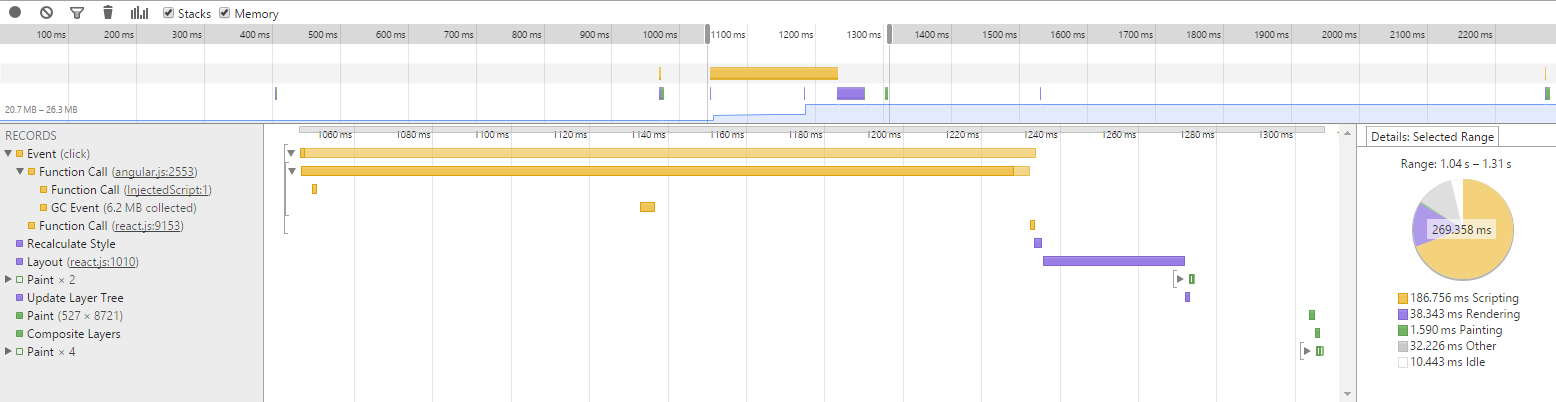 Stacks Memory
100 ms 200 ms 300 ms 400 ms 500 ms 600 ms 700 ms 800 ms 900 ms 1000 ms 1100 ms 1200 ms 1300 ms 1400 ms 1500 ms 1600 ms 1700 ms 1800 ms 1900 ms 2000 ms 2100 ms 2200 ms
20.7 MB – 26.3 MB
RECORDS
1060 ms 1080 ms 1100 ms 1120 ms 1140 ms 1160 ms 1180 ms 1200 ms 1220 ms 1240 ms 1260 ms 1280 ms 1300 ms
Event (click)
Function Call (angular.js:2553)
Function Call (InjectedScript:1)
GC Event (6.2 MB collected)
Function Call (react.js:9153)
Recalculate Style
Layout (react.js:1010)
Paint × 2
Update Layer Tree
Paint (527 × 8721)
Composite Layers
Paint × 4
Details: Selected Range
Range: 1.04 s – 1.31 s
269.358 ms
186.756 ms Scripting
38.343 ms Rendering
1.590 ms Painting
32.226 ms Other
10.443 ms Idle